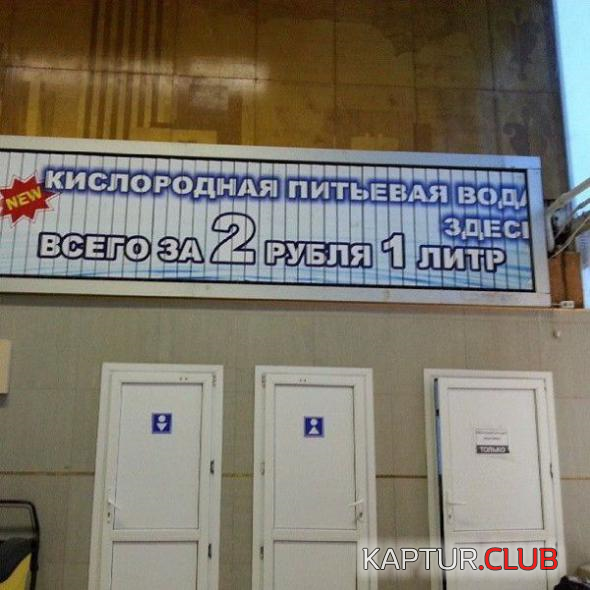 NEW
КИСЛОРОДНАЯ ПИТЬЕВАЯ ВОДА
ЗДЕСЬ
ВСЕГО ЗА 2 РУБЛЯ 1 ЛИТР
ТОЛЬКО
KAPTUR.CLUB